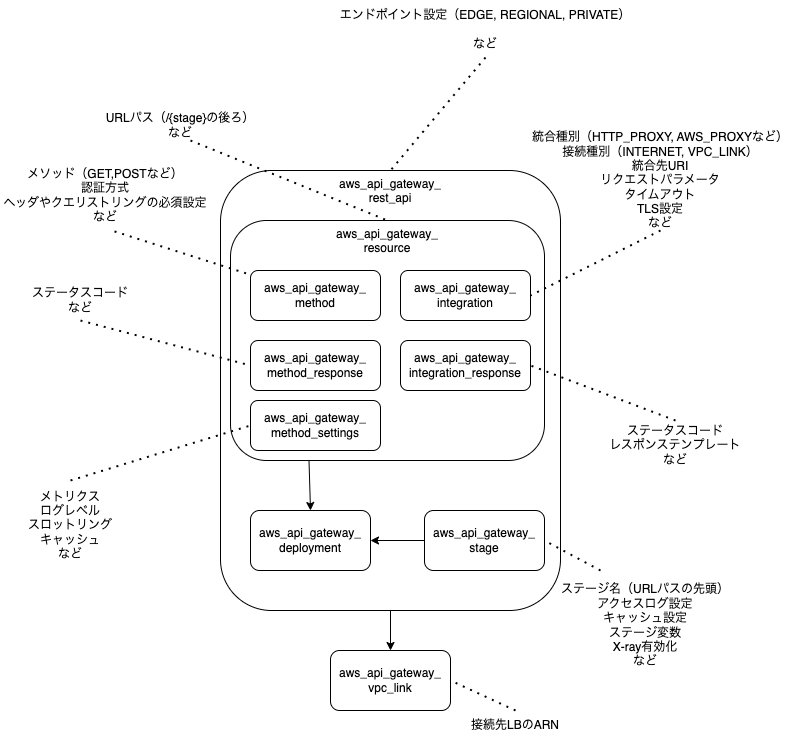 エンドポイント設定（EDGE, REGIONAL, PRIVATE）
など
URLパス（/{stage}の後ろ）
など
統合種別（HTTP_PROXY, AWS_PROXYなど）
接続種別（INTERNET, VPC_LINK）
統合先URI
リクエストパラメータ
タイムアウト
TLS設定
など
メソッド（GET,POSTなど）
認証方式
ヘッダやクエリストリングの必須設定
など
aws_api_gateway_
rest_api
aws_api_gateway_
resource
aws_api_gateway_
method
aws_api_gateway_
integration
ステータスコード
など
aws_api_gateway_
method_response
aws_api_gateway_
integration_response
aws_api_gateway_
method_settings
ステータスコード
レスポンステンプレート
など
メトリクス
ログレベル
スロットリング
キャッシュ
など
aws_api_gateway_
deployment
aws_api_gateway_
stage
ステージ名（URLパスの先頭）
アクセスログ設定
キャッシュ設定
ステージ変数
X-ray有効化
など
aws_api_gateway_
vpc_link
接続先LBのARN